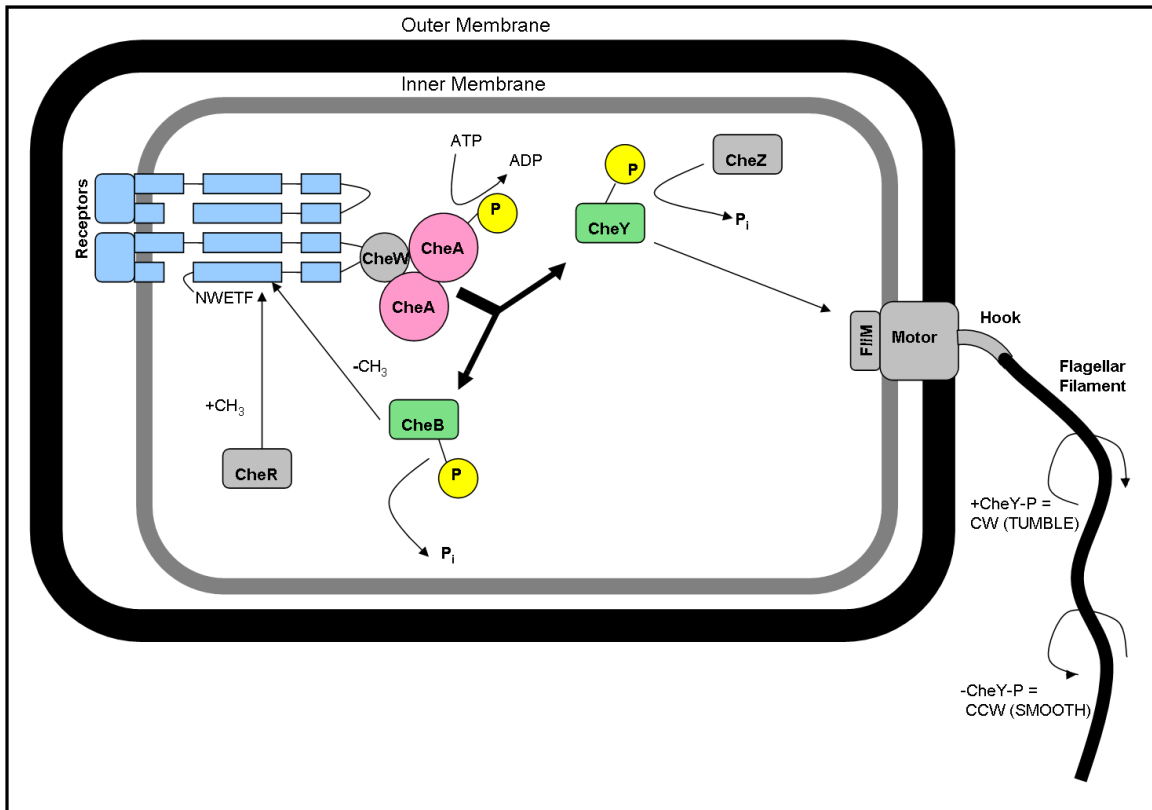 Outer Membrane
Inner Membrane
ATP
ADP
CheZ
P
P
CheY
Pi
Receptors
CheW
CheA
CheA
NWETF
FliM
Motor
Hook
Flagellar
Filament
-CH3
+CH3
CheB
CheR
P
Pi
+CheY-P =
CW (TUMBLE)
-CheY-P =
CCW (SMOOTH)